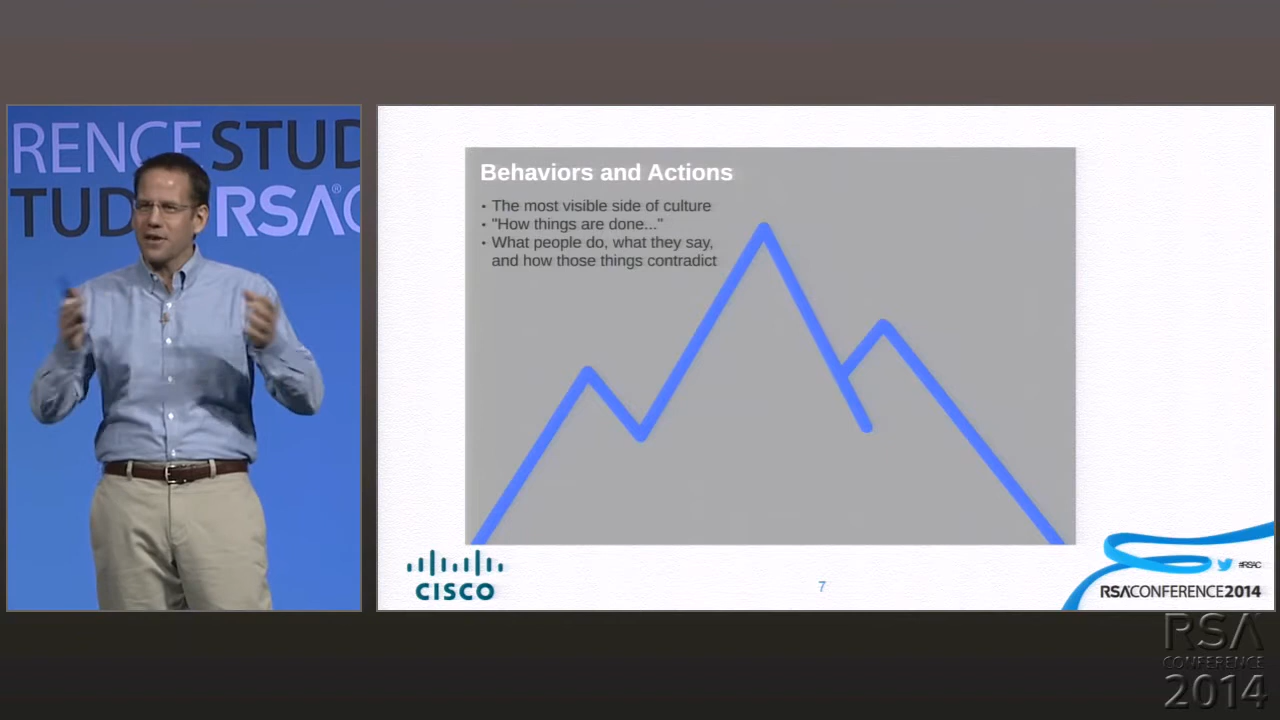 RENCE STUD
TUD RSAC
Behaviors and Actions
• The most visible side of culture
• "How things are done..."
• What people do, what they say,
and how those things contradict
CISCO
7
#RSAC
RSACONFERENCE2014
RSA
CONFERENCE
2014